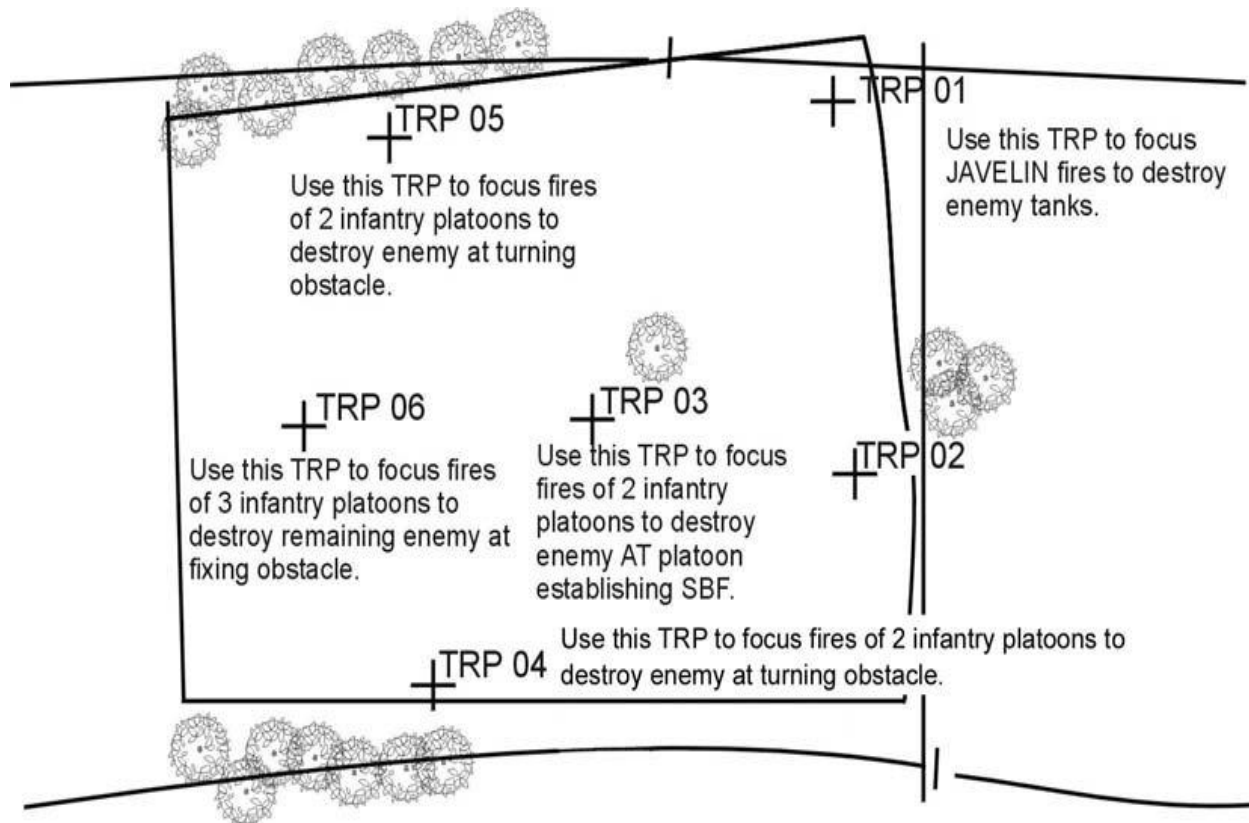 TRP 01
Use this TRP to focus
JAVELIN fires to destroy
enemy tanks.
TRP 05
Use this TRP to focus fires
of 2 infantry platoons to
destroy enemy at turning
obstacle.
TRP 06
Use this TRP to focus fires
of 3 infantry platoons to
destroy remaining enemy at
fixing obstacle.
TRP 03
Use this TRP to focus
fires of 2 infantry
platoons to destroy
enemy AT platoon
establishing SBF.
TRP 02
TRP 04
Use this TRP to focus fires of 2 infantry platoons to
destroy enemy at turning obstacle.